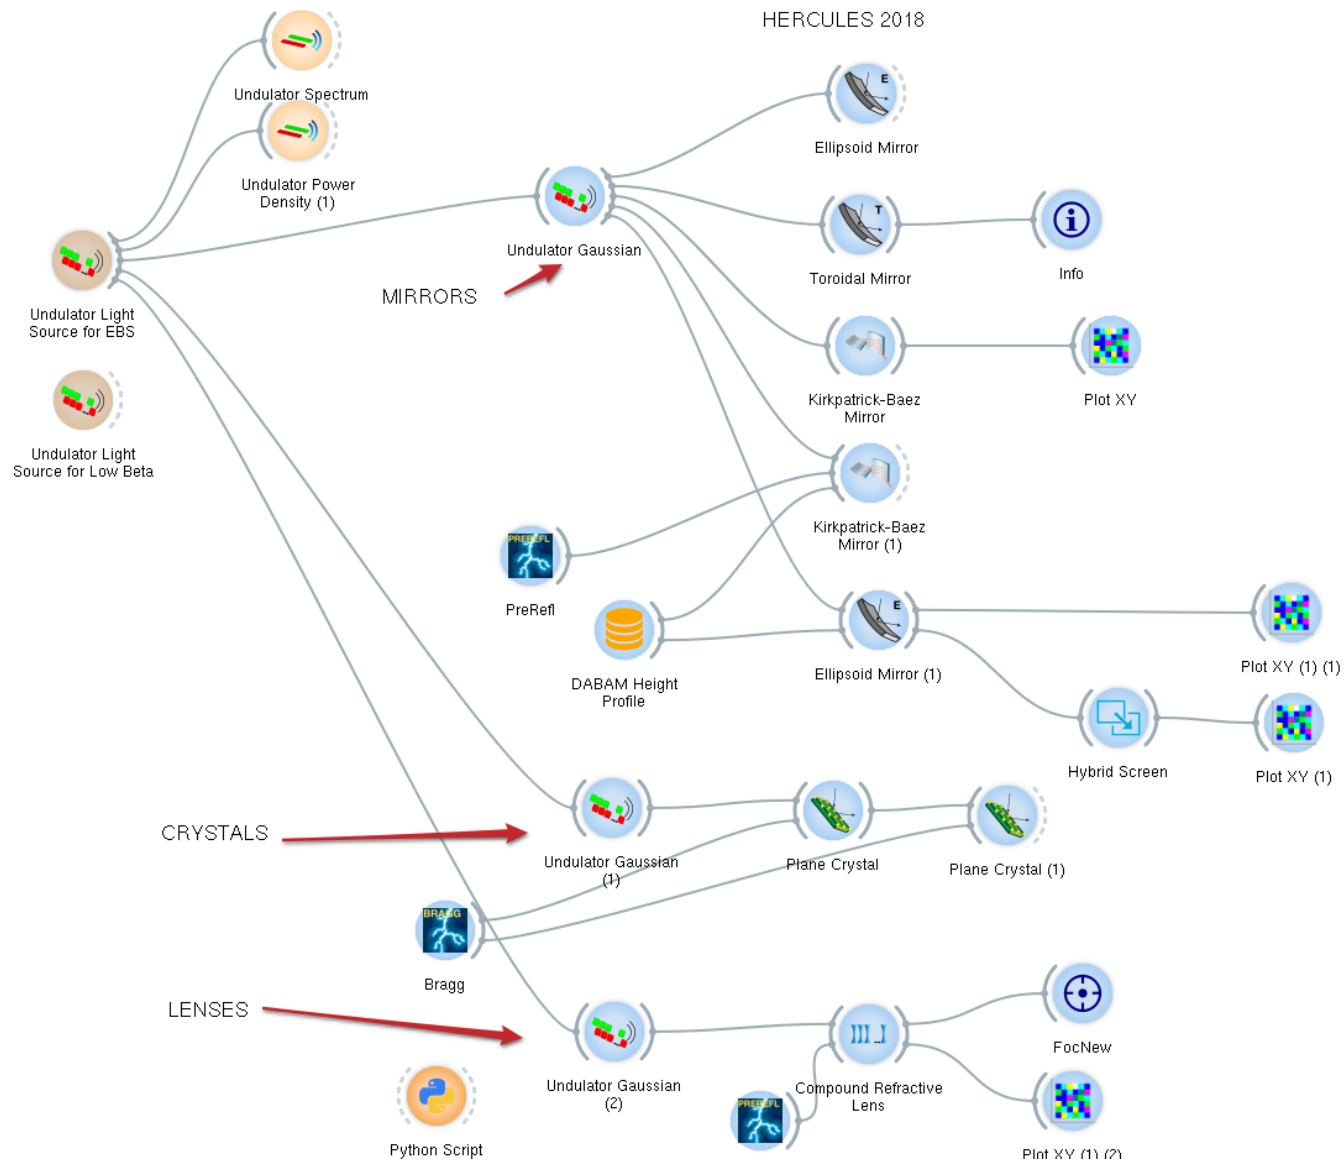 HERCULES 2018
Undulator Spectrum
E
Ellipsoid Mirror
Undulator Power
Density (1)
Undulator Gaussian
T
Toroidal Mirror
Info
MIRRORS
Undulator Light
Source for EBS
Kirkpatrick-Baez
Mirror
Plot XY
Undulator Light
Source for Low Beta
Kirkpatrick-Baez
Mirror (1)
PREREFL
PreRefl
E
Ellipsoid Mirror (1)
Plot XY (1) (1)
DABAM Height
Profile
Hybrid Screen
Plot XY (1)
CRYSTALS
Undulator Gaussian
(1)
Plane Crystal
Plane Crystal (1)
BRAGG
Bragg
LENSES
FocNew
Undulator Gaussian
(2)
Compound Refractive
Lens
PREREFL
Python Script
Plot XY (1) (2)